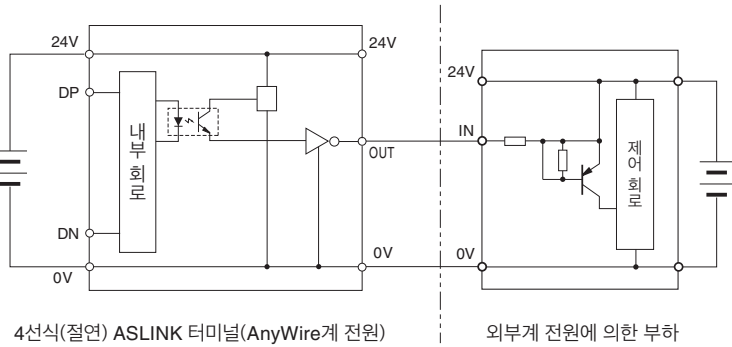 24V
24V
DP
내부 회로
OUT
DN
0V
0V
24V
IN
제어 회로
0V
4선식(절연) ASLINK 터미널(AnyWire계 전원)
외부계 전원에 의한 부하